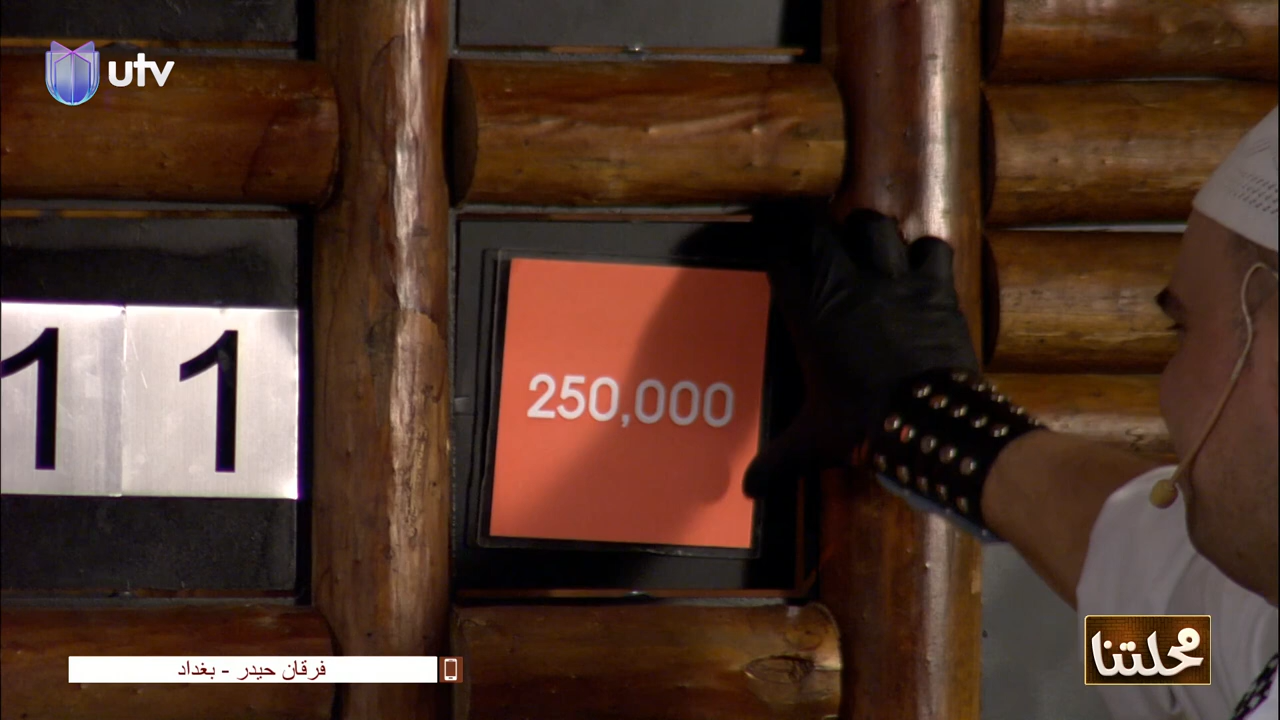 utv
11
250,000
فرقان حيدر - بغداد
محلتنا